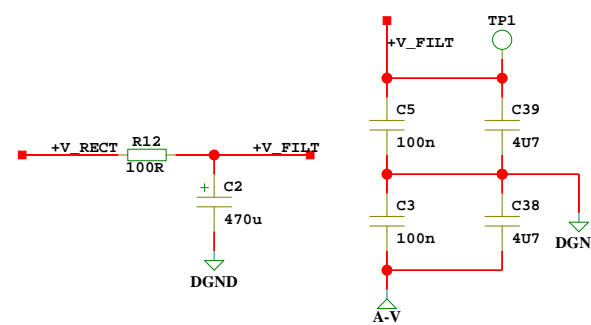 TP1
+V_FILT
C5
C39
100n
4U7
+V_RECT
R12
+V_FILT
100R
C2
470u
C3
C38
100n
4U7
DGN
DGND
A-V